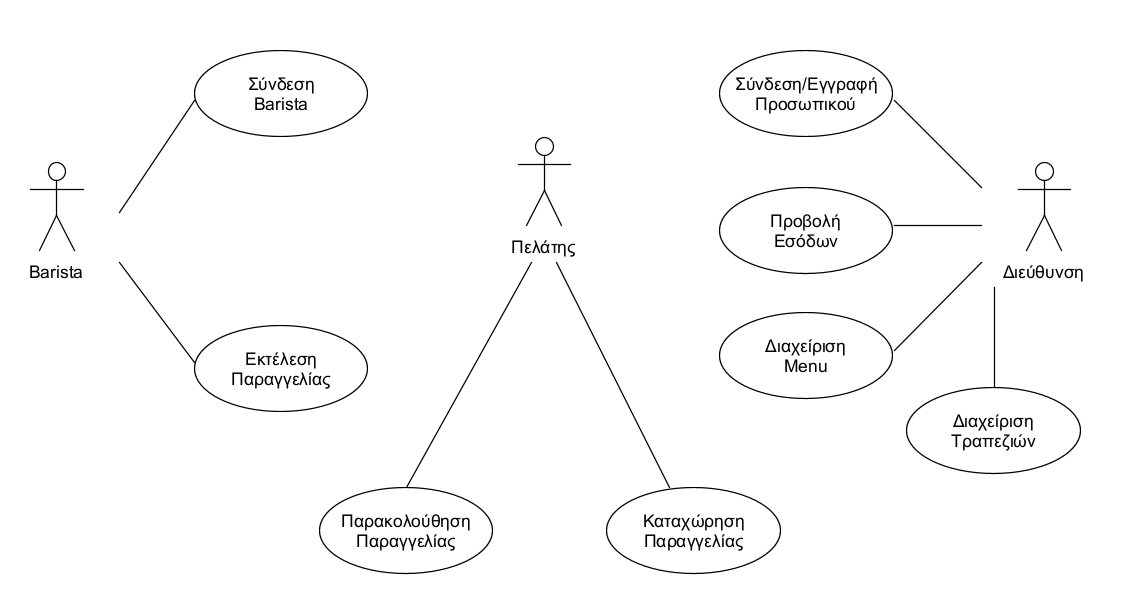 Σύνδεση
Barista
Σύνδεση/Εγγραφή
Προσωπικού
Προβολή
Εσόδων
Πελάτης
Barista
Διεύθυνση
Διαχείριση
Menu
Εκτέλεση
Παραγγελίας
Διαχείριση
Τραπεζιών
Παρακολούθηση
Παραγγελίας
Καταχώρηση
Παραγγελίας